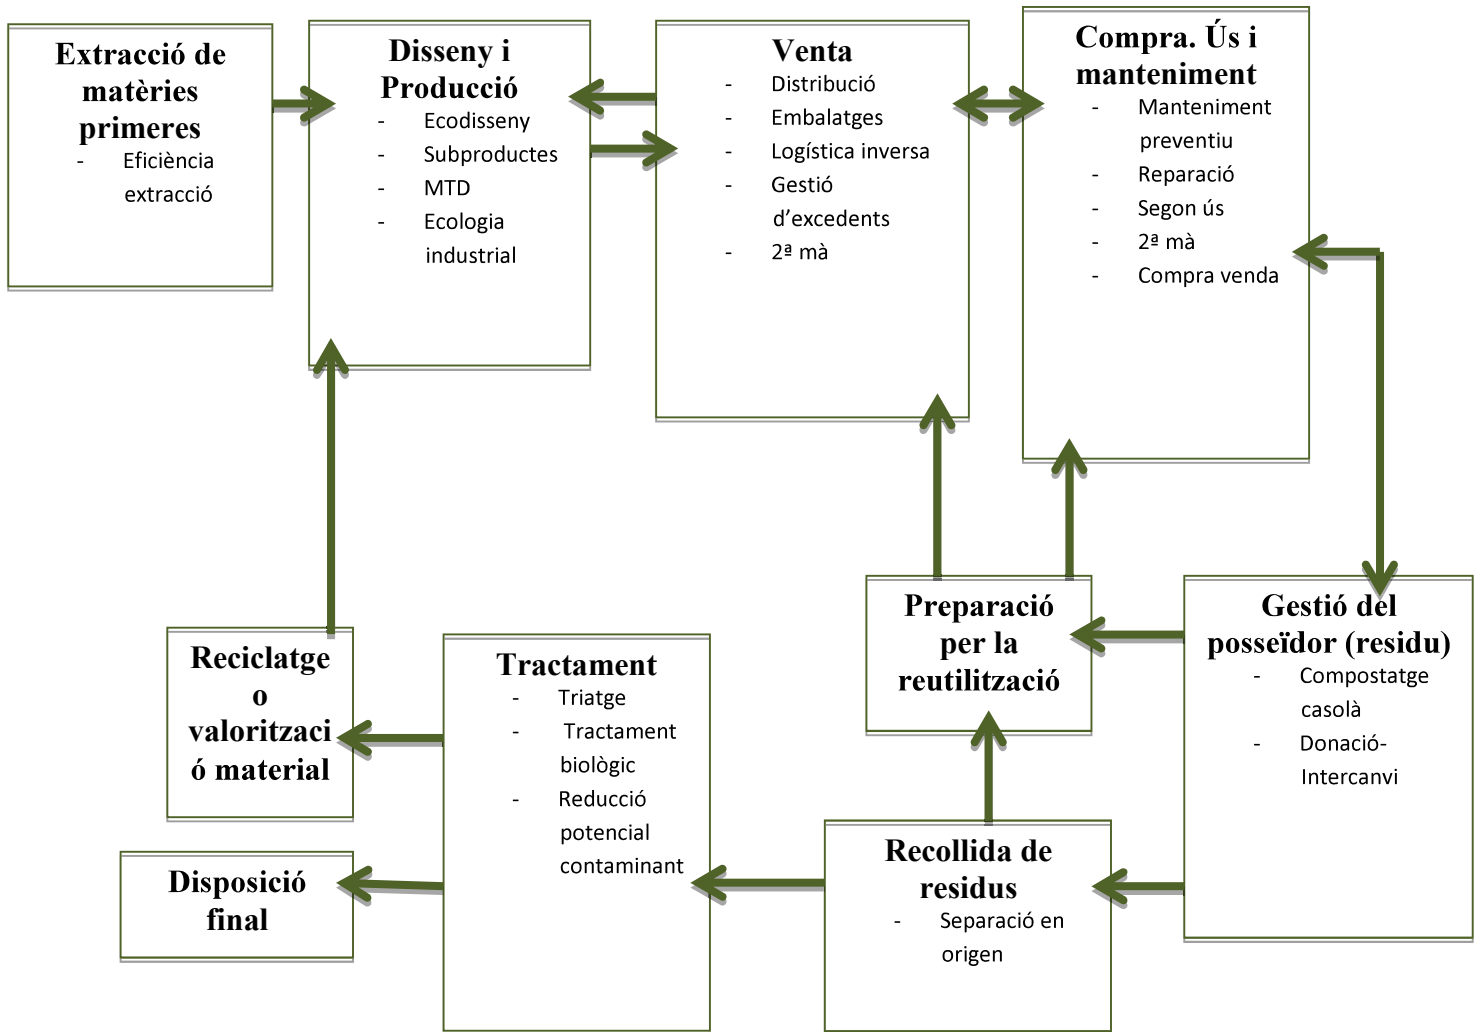 Extracció de
matèries
primeres
- Eficiència
extracció
Disseny i
Producció
- Ecodisseny
- Subproductes
- MTD
- Ecologia
industrial
Venta
- Distribució
- Embalatges
- Logística inversa
- Gestió
d’excedents
- 2ª mà
Compra. Ús i
manteniment
- Manteniment
preventiu
- Reparació
- Segon ús
- 2ª mà
- Compra venda
Reciclatge
o
valoritzaci
ó material
Disposició
final
Tractament
- Triatge
- Tractament
biològic
- Reducció
potencial
contaminant
Preparació
per la
reutilització
Recollida de
residus
- Separació en
origen
Gestió del
posseïdor (residu)
- Compostatge
casolà
- Donació-
Intercanvi